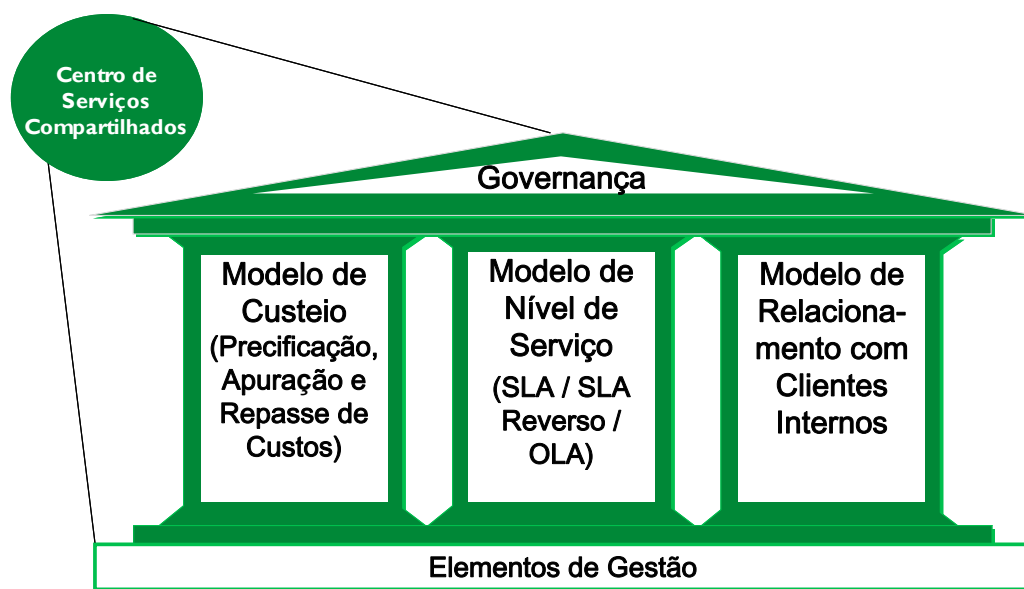 Centro de
Serviços
Compartilhados
Governança
Modelo de
Custeio
(Precificação,
Apuração e
Repasse de
Custos)
Modelo de
Nível de
Serviço
(SLA / SLA
Reverso /
OLA)
Modelo de
Relaciona-
mento com
Clientes
Internos
Elementos de Gestão